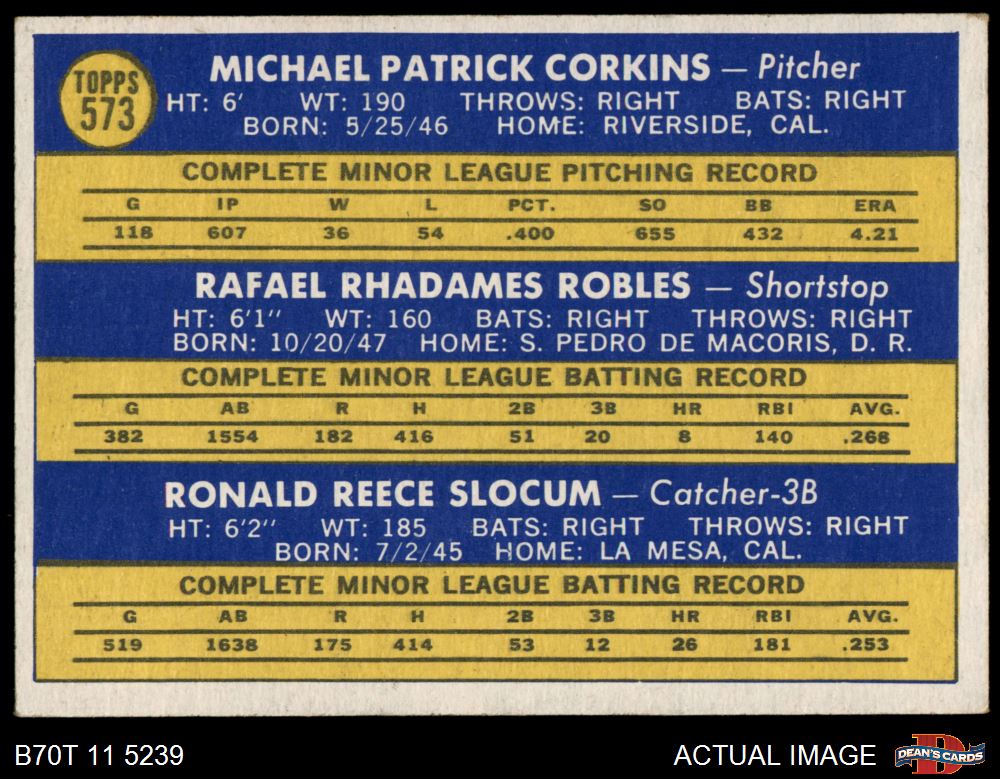 TOPPS
573
MICHAEL PATRICK CORKINS — Pitcher
HT: 6' WT: 190 THROWS: RIGHT BATS: RIGHT
BORN: 5/25/46 HOME: RIVERSIDE, CAL.
COMPLETE MINOR LEAGUE PITCHING RECORD
G IP W L PCT. SO BB ERA
118 607 36 54 .400 655 432 4.21
RAFAEL RHADAMES ROBLES — Shortstop
HT: 6'1" WT: 160 BATS: RIGHT THROWS: RIGHT
BORN: 10/20/47 HOME: S. PEDRO DE MACORIS, D. R.
COMPLETE MINOR LEAGUE BATTING RECORD
G AB R H 2B 3B HR RBI AVG.
382 1554 182 416 51 20 8 140 .268
RONALD REECE SLOCUM — Catcher-3B
HT: 6'2" WT: 185 BATS: RIGHT THROWS: RIGHT
BORN: 7/2/45 HOME: LA MESA, CAL.
COMPLETE MINOR LEAGUE BATTING RECORD
G AB R H 2B 3B HR RBI AVG.
519 1638 175 414 53 12 26 181 .253
B70T 11 5239 ACTUAL IMAGE
DEAN'S CARDS